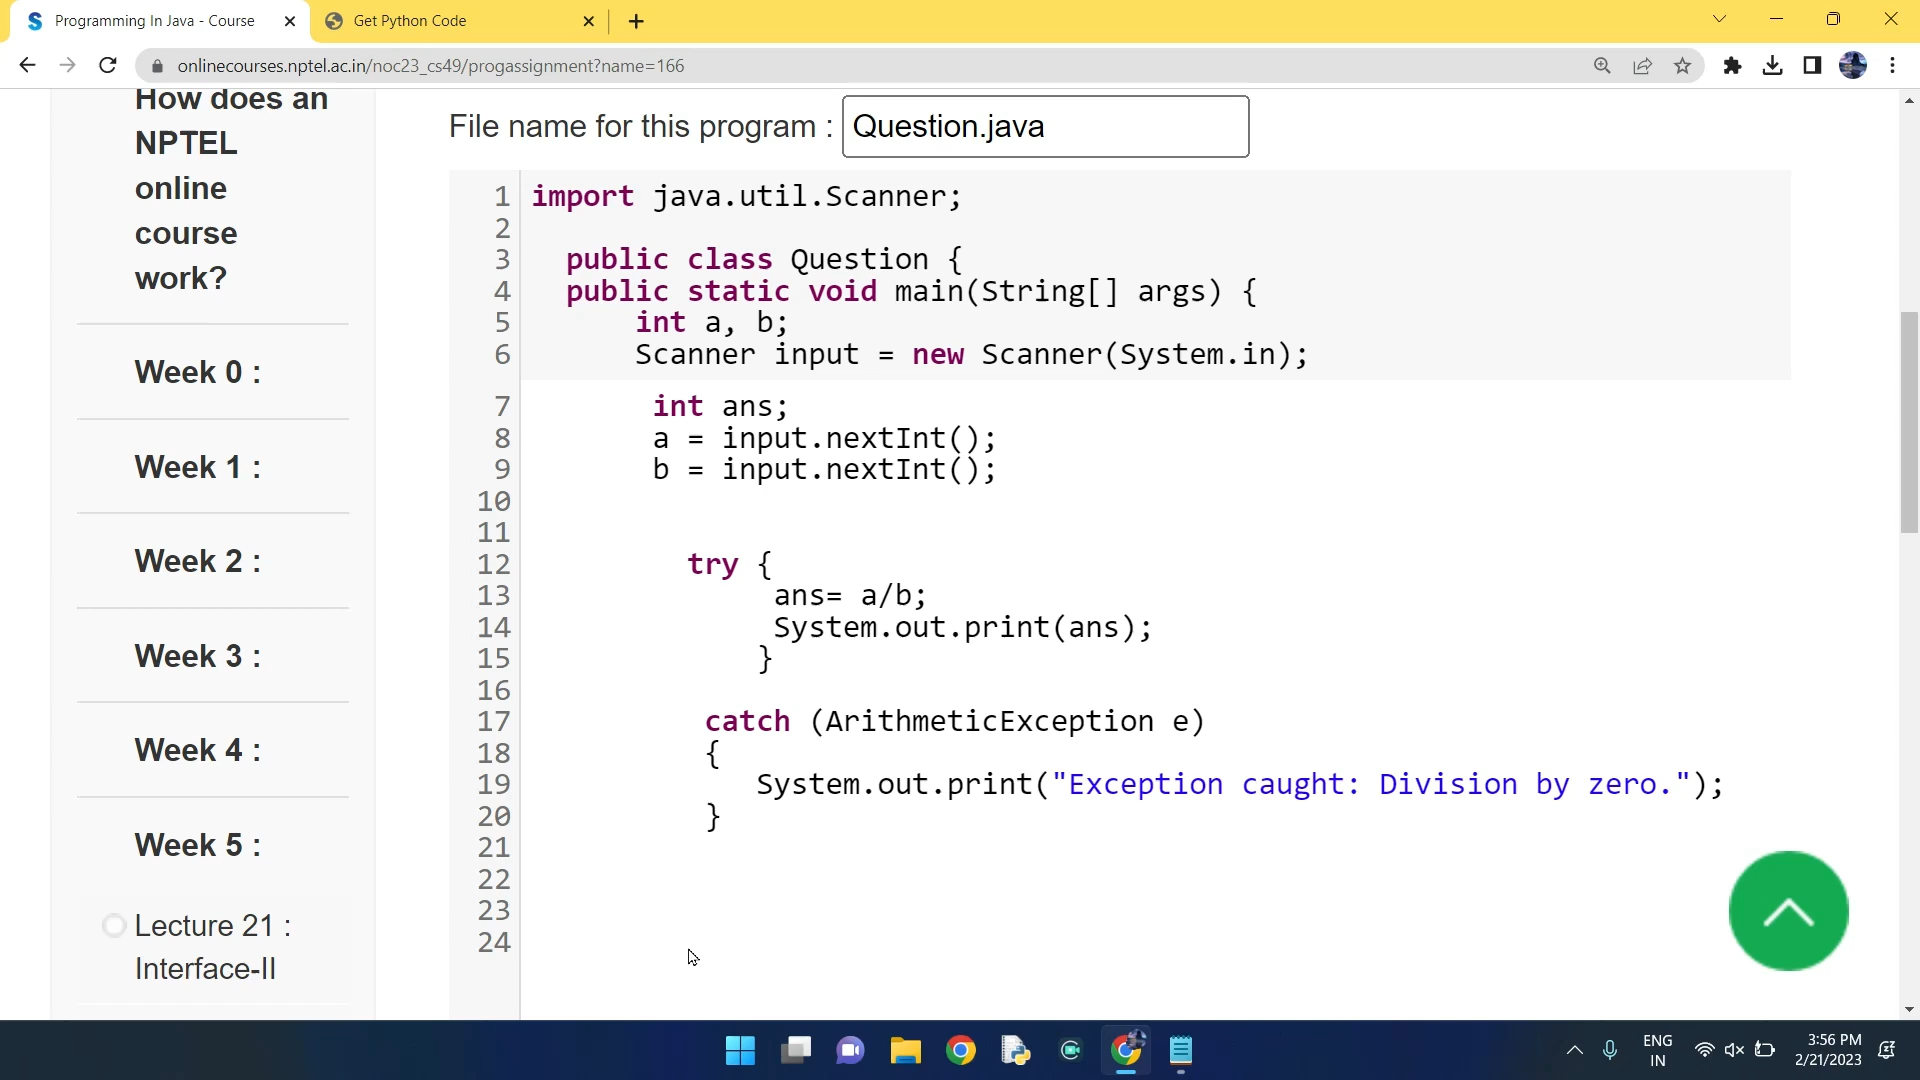 Programming In Java - Course
Get Python Code
onlinecourses.nptel.ac.in/noc23_cs49/progassignment?name=166
How does an
NPTEL
online
course
work?
Week 0 :
Week 1 :
Week 2 :
Week 3 :
Week 4 :
Week 5 :
Lecture 21 :
Interface-II
File name for this program : Question.java
1 import java.util.Scanner;
2
3 public class Question {
4 public static void main(String[] args) {
5 int a, b;
6 Scanner input = new Scanner(System.in);
7 int ans;
8 a = input.nextInt();
9 b = input.nextInt();
10
11
12 try {
13 ans= a/b;
14 System.out.print(ans);
15 }
16
17 catch (ArithmeticException e)
18 {
19 System.out.print("Exception caught: Division by zero.");
20 }
21
22
23
24
ENG
IN
3:56 PM
2/21/2023